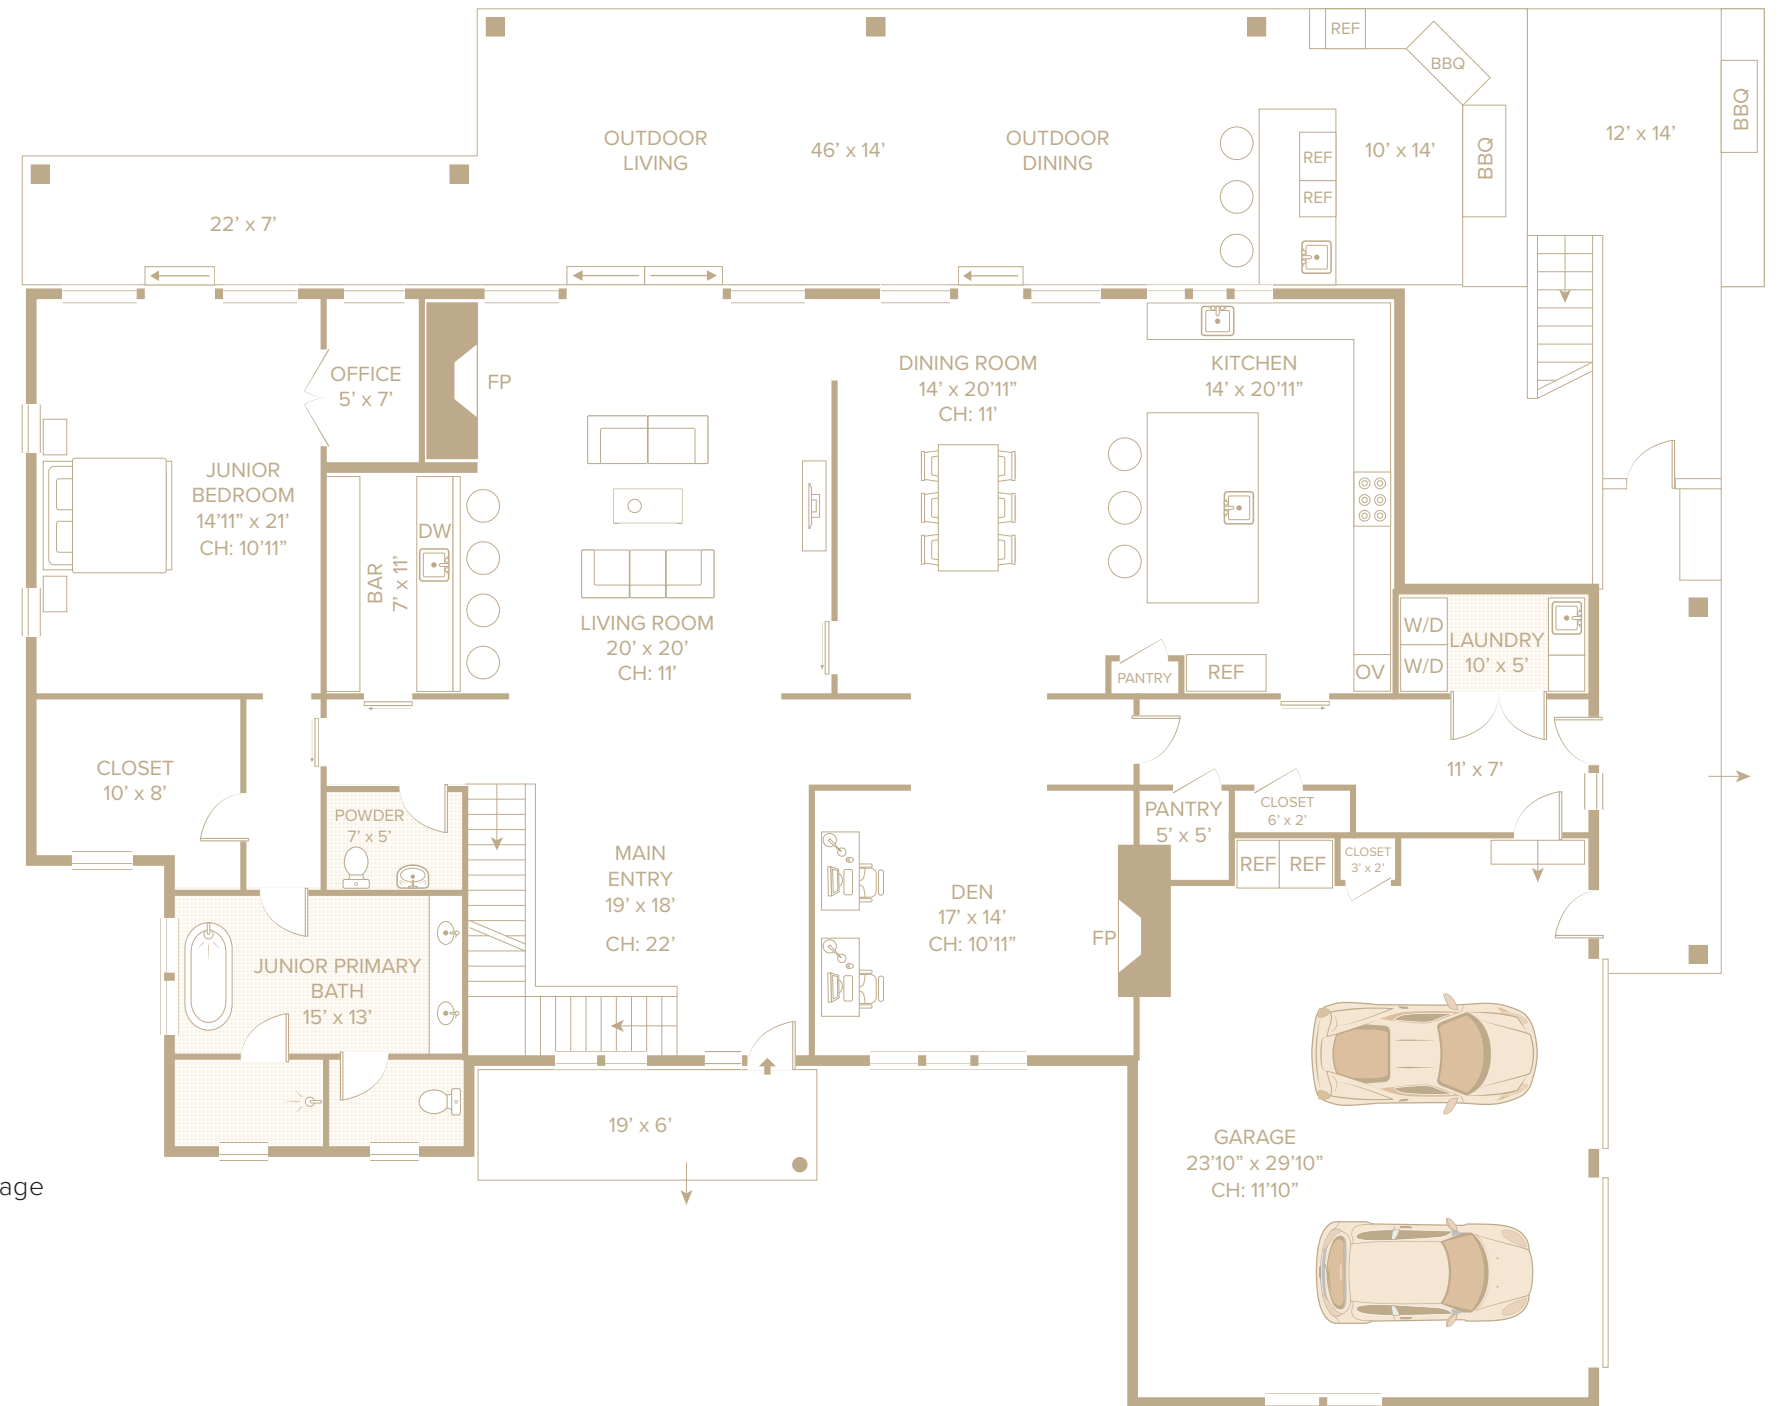 REF
BBQ
BBQ
BBQ
OUTDOOR
LIVING
46’ x 14’
OUTDOOR
DINING
REF
REF
10’ x 14’
12’ x 14’
22’ x 7’
OFFICE
5’ x 7’
FP
DINING ROOM
14’ x 20’11”
CH: 11’
KITCHEN
14’ x 20’11”
JUNIOR
BEDROOM
14’11” x 21’
CH: 10’11”
BAR
7’ x 11’
DW
LIVING ROOM
20’ x 20’
CH: 11’
PANTRY
REF
OV
W/D
W/D
LAUNDRY
10’ x 5’
CLOSET
10’ x 8’
11’ x 7’
POWDER
7’ x 5’
PANTRY
5’ x 5’
CLOSET
6’ x 2’
REF
REF
CLOSET
3’ x 2’
MAIN
ENTRY
19’ x 18’
CH: 22’
DEN
17’ x 14’
CH: 10’11”
FP
JUNIOR PRIMARY
BATH
15’ x 13’
19’ x 6’
GARAGE
23’10” x 29’10”
CH: 11’10”
age